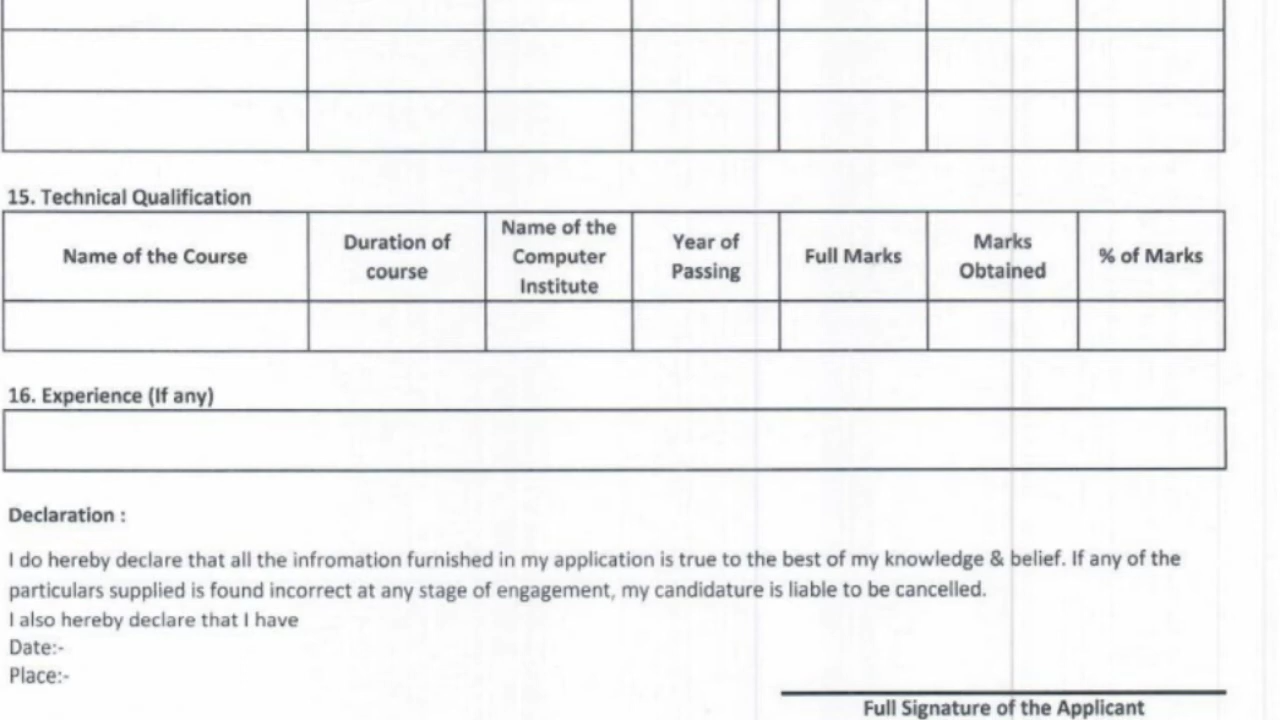 15. Technical Qualification
Name of the Course
Duration of
course
Name of the
Computer
Institute
Year of
Passing
Full Marks
Marks
Obtained
% of Marks
16. Experience (If any)
Declaration :
I do hereby declare that all the infromation furnished in my application is true to the best of my knowledge & belief. If any of the
particulars supplied is found incorrect at any stage of engagement, my candidature is liable to be cancelled.
I also hereby declare that I have
Date:-
Place:-
Full Signature of the Applicant